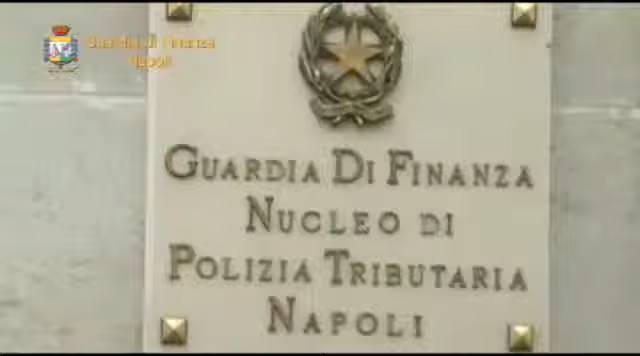 Guardia di Finanza
Napoli
GUARDIA DI FINANZA
NUCLEO DI
POLIZIA TRIBUTARIA
NAPOLI